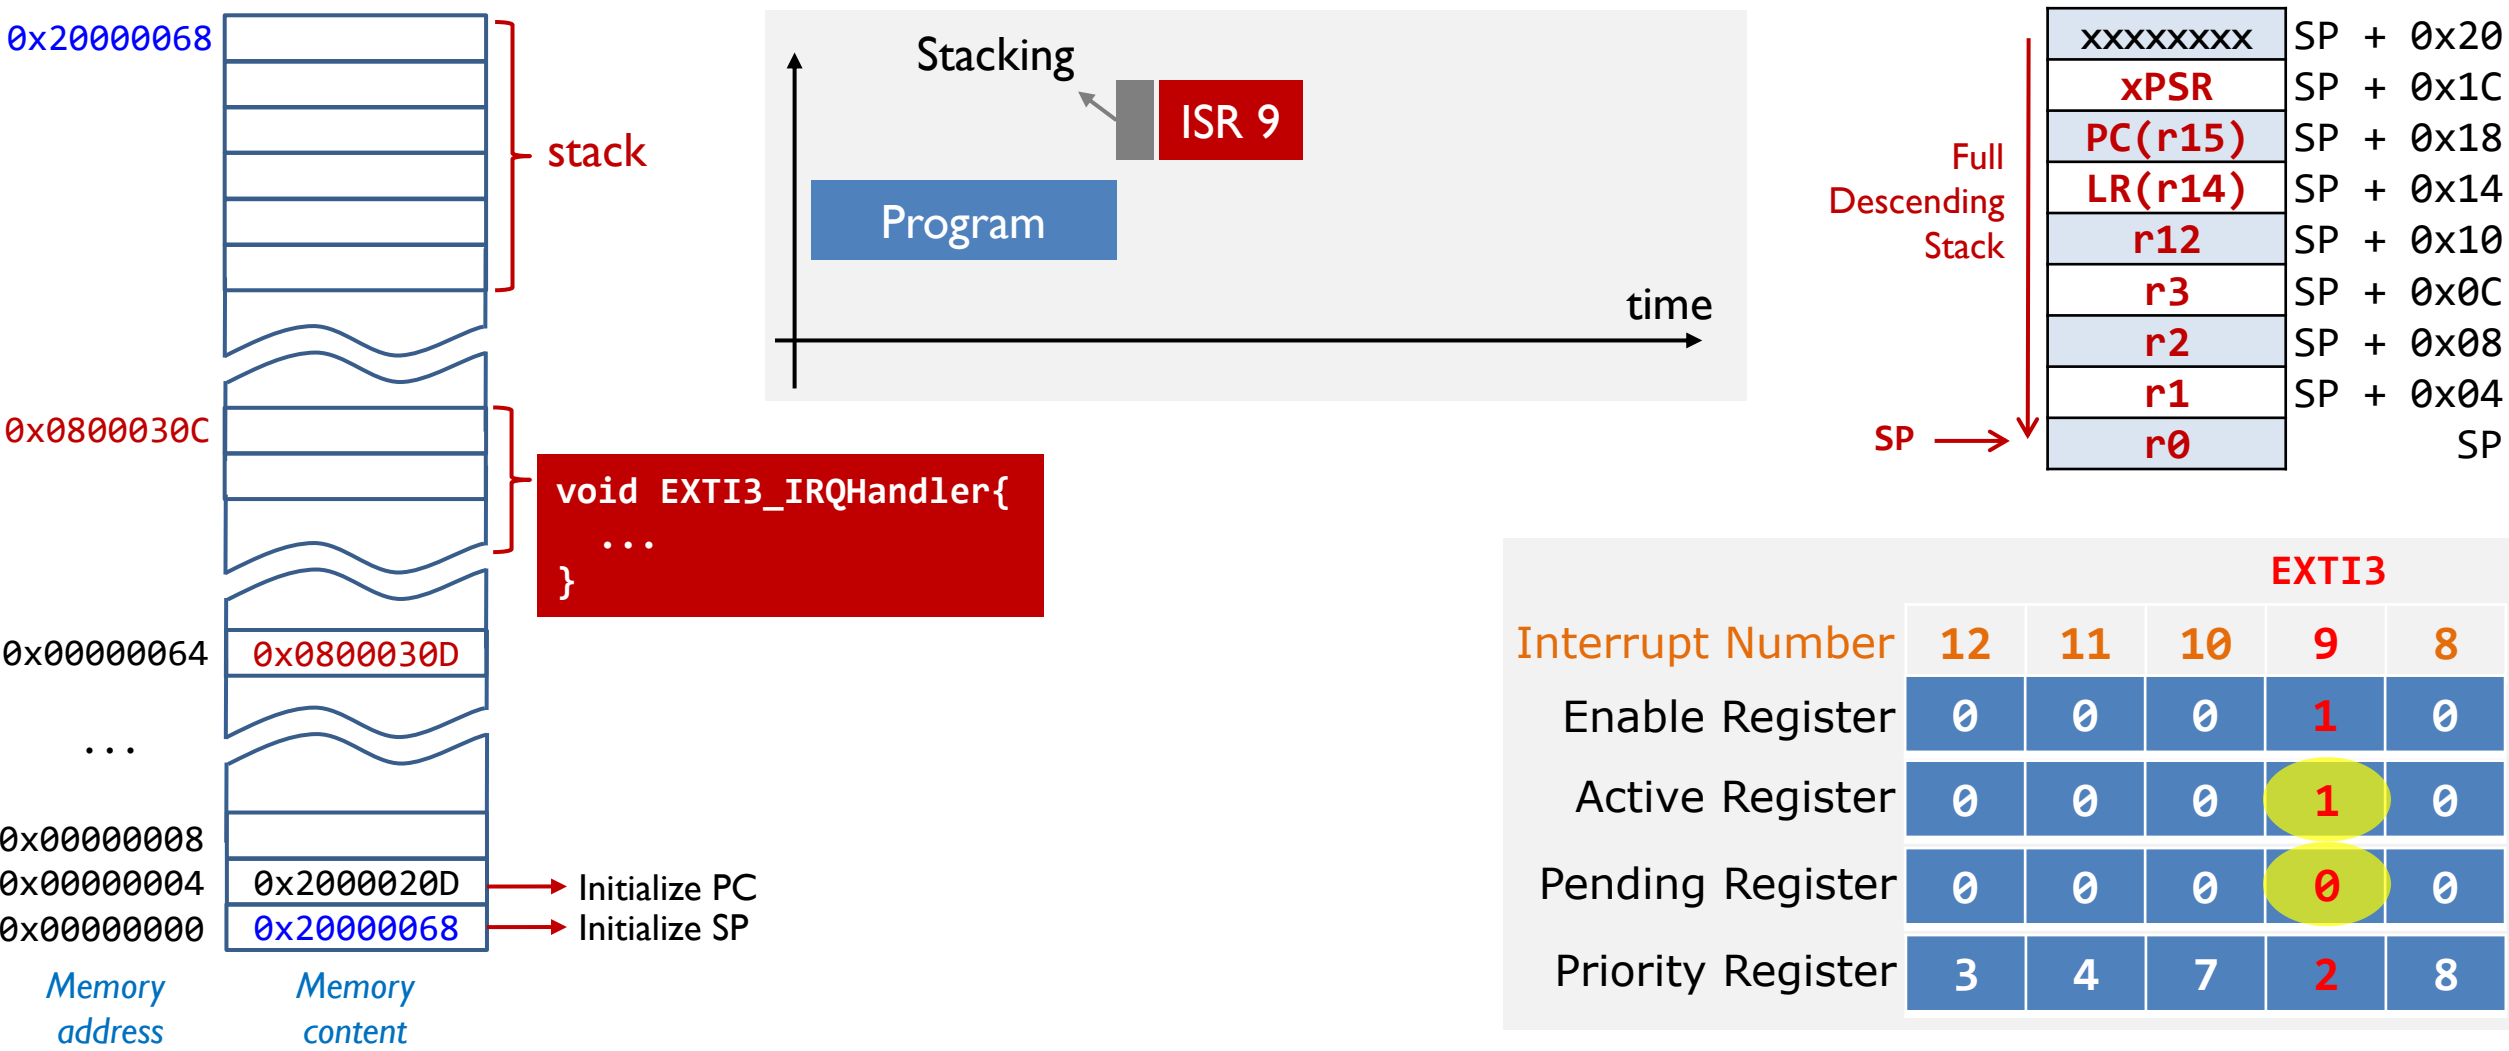 0x20000068
stack
0x0800030C
void EXTI3_IRQHandler{
...
}
0x00000064 0x0800030D
...
0x00000008
0x00000004 0x2000020D Initialize PC
0x00000000 0x20000068 Initialize SP
Memory address
Memory content
Stacking
ISR 9
Program
time
xxxxxxxx SP + 0x20
xPSR SP + 0x1C
PC(r15) SP + 0x18
LR(r14) SP + 0x14
r12 SP + 0x10
r3 SP + 0x0C
r2 SP + 0x08
r1 SP + 0x04
r0 SP
Full
Descending
Stack
SP
EXTI3
Interrupt Number 12 11 10 9 8
Enable Register 0 0 0 1 0
Active Register 0 0 0 1 0
Pending Register 0 0 0 0 0
Priority Register 3 4 7 2 8